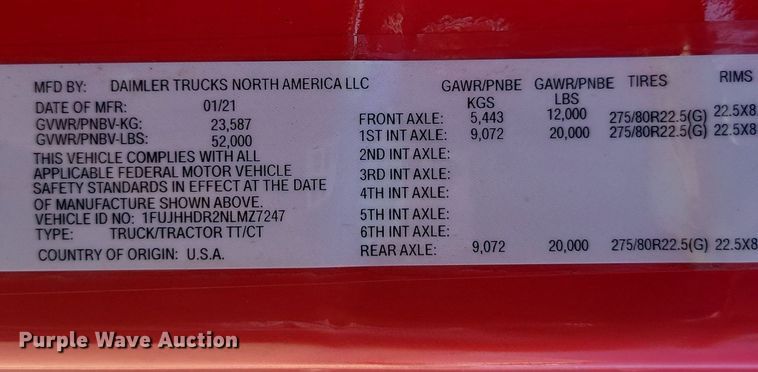 MFD BY: DAIMLER TRUCKS NORTH AMERICA LLC
DATE OF MFR: 01/21
GVWR/PNBV-KG: 23,587
GVWR/PNBV-LBS: 52,000
THIS VEHICLE COMPLIES WITH ALL
APPLICABLE FEDERAL MOTOR VEHICLE
SAFETY STANDARDS IN EFFECT AT THE DATE
OF MANUFACTURE SHOWN ABOVE.
VEHICLE ID NO: 1FUJHHDR2NLMZ7247
TYPE: TRUCK/TRACTOR TT/CT
COUNTRY OF ORIGIN: U.S.A.
GAWR/PNBE GAWR/PNBE TIRES RIMS
KGS LBS
FRONT AXLE: 5,443 12,000 275/80R22.5(G) 22.5X8
1ST INT AXLE: 9,072 20,000 275/80R22.5(G) 22.5X8
2ND INT AXLE:
3RD INT AXLE:
4TH INT AXLE:
5TH INT AXLE:
6TH INT AXLE:
REAR AXLE: 9,072 20,000 275/80R22.5(G) 22.5X8
Purple Wave Auction